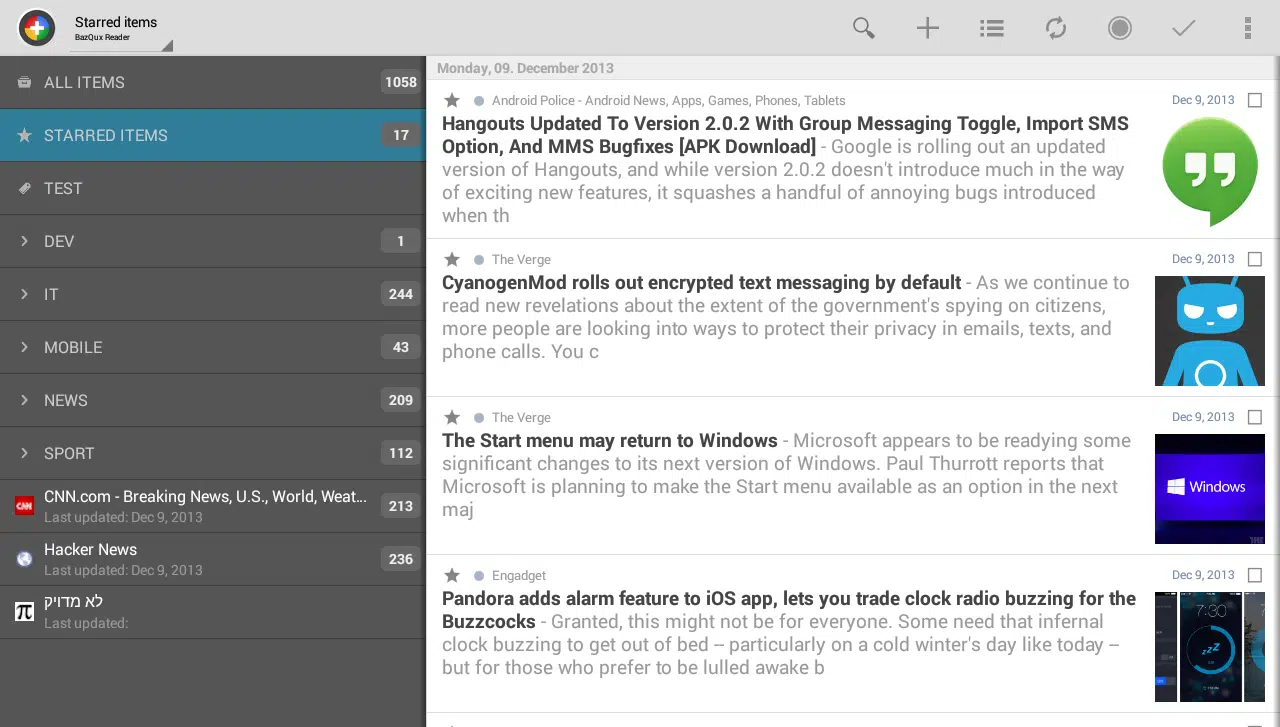 Starred items
BazQux Reader
ALL ITEMS 1058
STARRED ITEMS 17
TEST
DEV 1
IT 244
MOBILE 43
NEWS 209
SPORT 112
CNN
CNN.com - Breaking News, U.S., World, Weat... 213
Last updated: Dec 9, 2013
Hacker News 236
Last updated: Dec 9, 2013
π
לא מדויק
Last updated:
Monday, 09. December 2013
Android Police - Android News, Apps, Games, Phones, Tablets Dec 9, 2013
Hangouts Updated To Version 2.0.2 With Group Messaging Toggle, Import SMS
Option, And MMS Bugfixes [APK Download] - Google is rolling out an updated
version of Hangouts, and while version 2.0.2 doesn't introduce much in the way
of exciting new features, it squashes a handful of annoying bugs introduced
when th
The Verge Dec 9, 2013
CyanogenMod rolls out encrypted text messaging by default - As we continue to
read new revelations about the extent of the government's spying on citizens,
more people are looking into ways to protect their privacy in emails, texts, and
phone calls. You c
The Verge Dec 9, 2013
The Start menu may return to Windows - Microsoft appears to be readying some
significant changes to its next version of Windows. Paul Thurrott reports that
Microsoft is planning to make the Start menu available as an option in the next
maj
Windows
Engadget Dec 9, 2013
Pandora adds alarm feature to iOS app, lets you trade clock radio buzzing for the
Buzzcocks - Granted, this might not be for everyone. Some need that infernal
clock buzzing to get out of bed -- particularly on a cold winter's day like today --
but for those who prefer to be lulled awake b
7:30
zzz